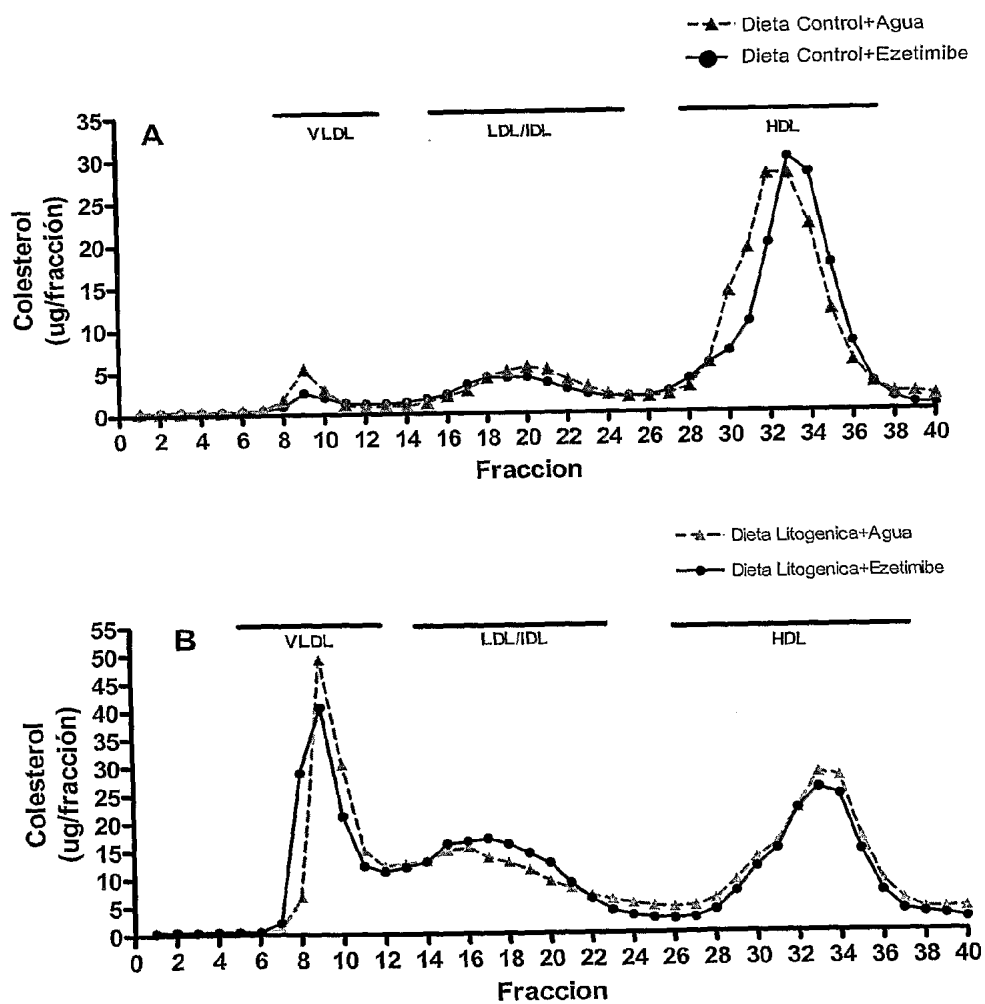 Dieta Control+Agua
Dieta Control+Ezetimibe
A
VLDL
LDL/IDL
HDL
35
30
25
20
15
10
5
0
Colesterol
(ug/fracción)
0 2 4 6 8 10 12 14 16 18 20 22 24 26 28 30 32 34 36 38 40
Fraccion
Dieta Litogenica+Agua
Dieta Litogenica+Ezetimibe
B
VLDL
LDL/IDL
HDL
55
50
45
40
35
30
25
20
15
10
5
0
Colesterol
(ug/fracción)
0 2 4 6 8 10 12 14 16 18 20 22 24 26 28 30 32 34 36 38 40
Fraccion